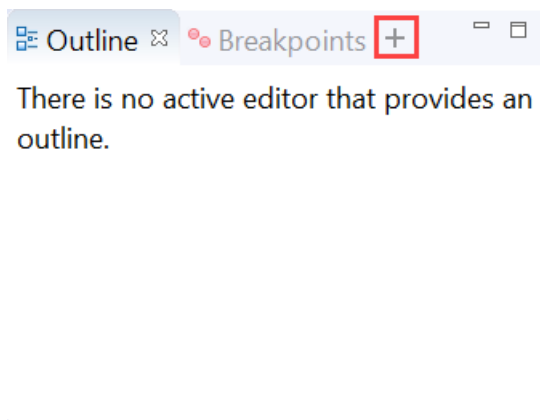 Outline Breakpoints
There is no active editor that provides an
outline.